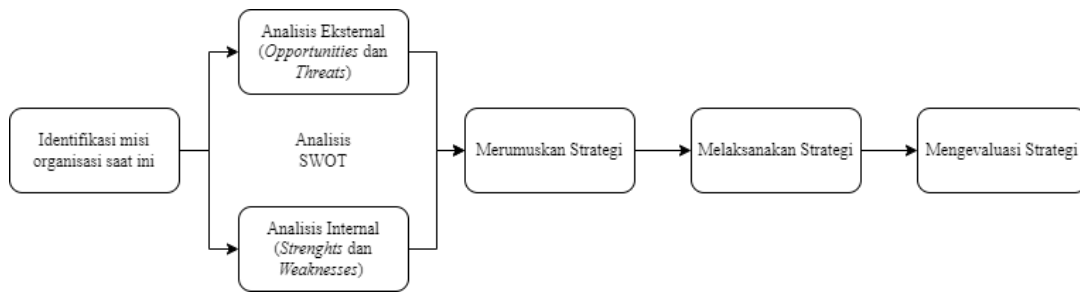 Analisis Eksternal
(Opportunities dan
Threats)
Identifikasi misi
organisasi saat ini
Analisis
SWOT
Merumuskan Strategi
Melaksanakan Strategi
Mengevaluasi Strategi
Analisis Internal
(Strenghts dan
Weaknesses)